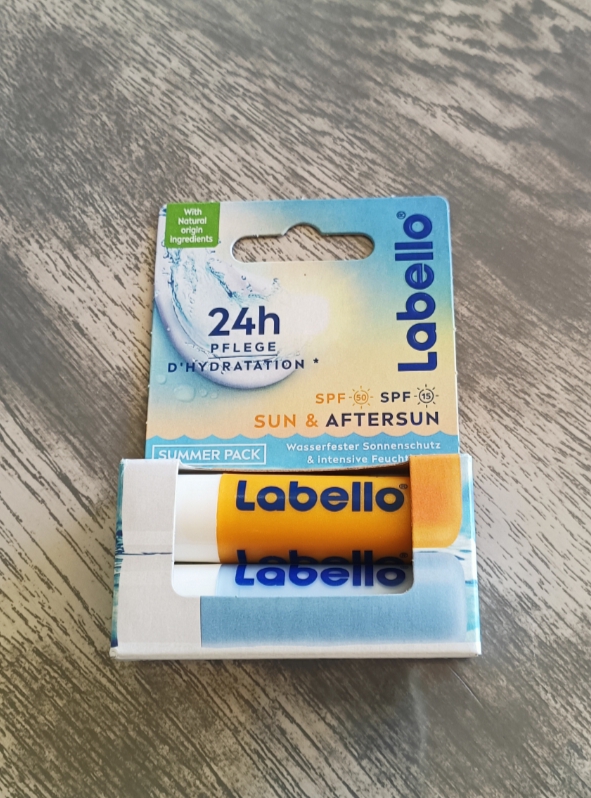 With
Natural
origin
ingredients
Labello®
24h
PFLEGE
D'HYDRATATION *
SPF 50 SPF 15
SUN & AFTERSUN
SUMMER PACK
Wasserfester Sonnenschutz
& intensive
Labello®
Labello